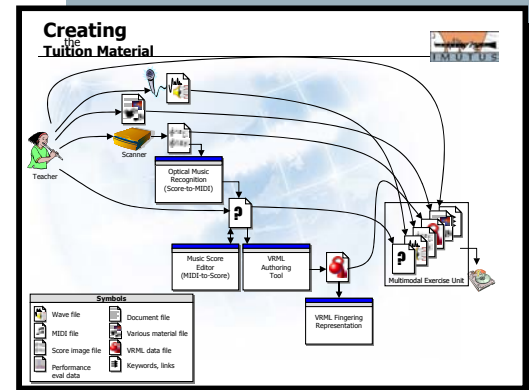 Creating
the
Tuition Material
IMUTUS
Teacher
Scanner
Optical Music
Recognition
(Score-to-MIDI)
?
Music Score
Editor
(MIDI-to-Score)
VRML
Authoring
Tool
?
Multimodal Exercise Unit
VRML Fingering
Representation
Symbols
Wave file
MIDI file
Score image file
Performance
eval data
Document file
Various material file
VRML data file
Keywords, links